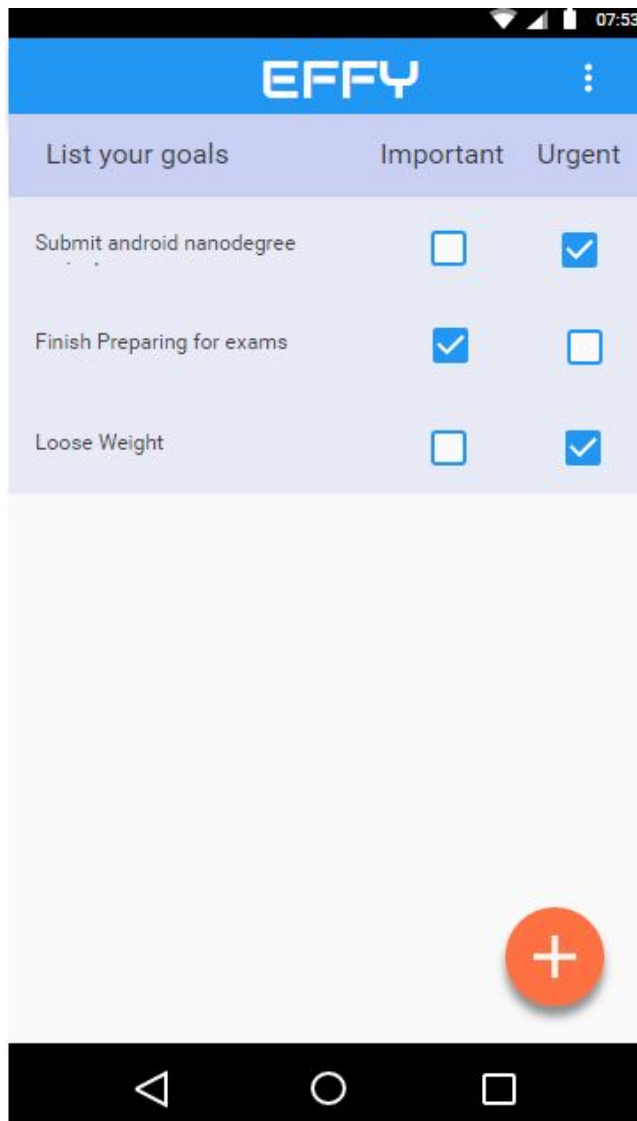 07:53
EFFY
List your goals Important Urgent
Submit android nanodegree
Finish Preparing for exams
Loose Weight